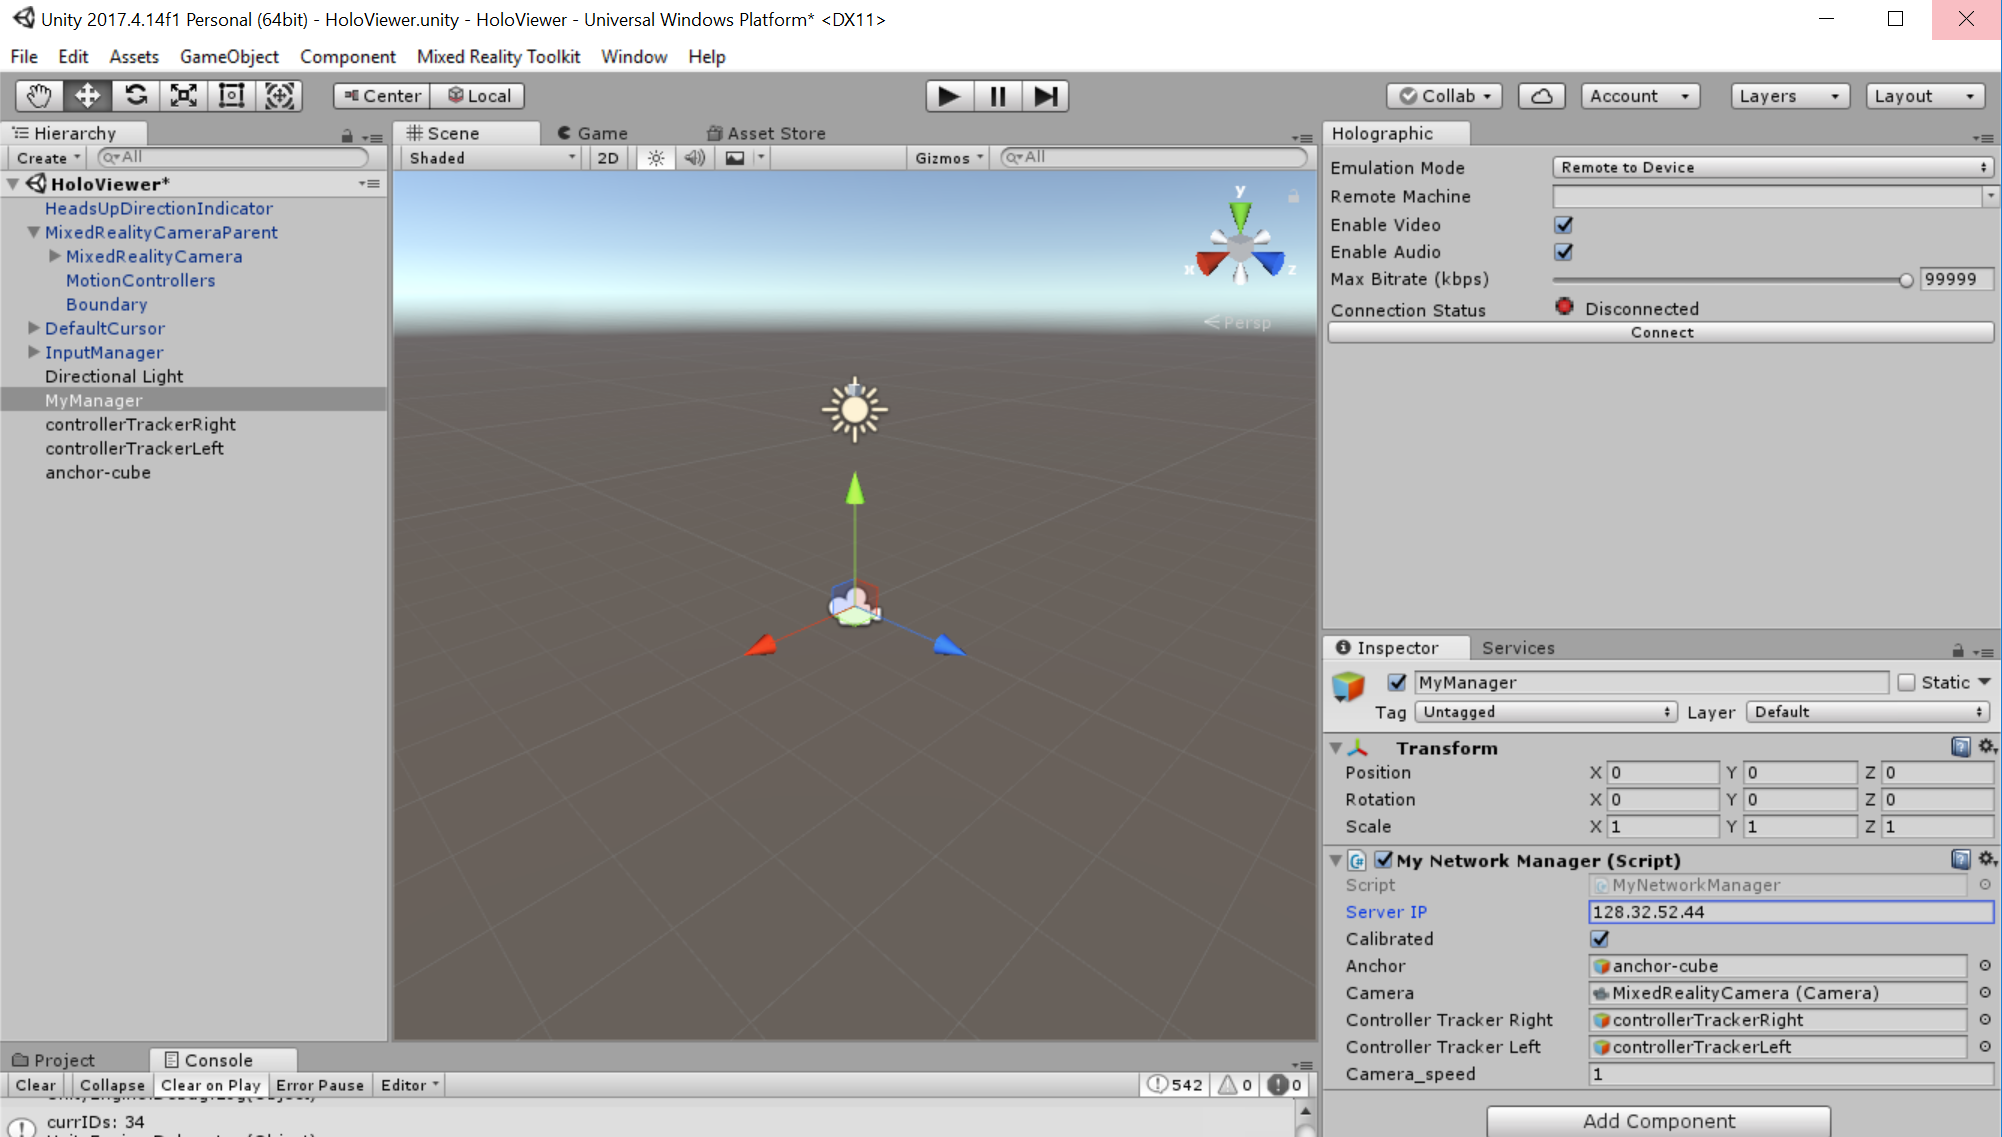 Unity 2017.4.14f1 Personal (64bit) - HoloViewer.unity - HoloViewer - Universal Windows Platform* <DX11>
File Edit Assets GameObject Component Mixed Reality Toolkit Window Help
Center Local Collab Account Layers Layout
Hierarchy
Create All
HoloViewer*
HeadsUpDirectionIndicator
MixedRealityCameraParent
MixedRealityCamera
MotionControllers
Boundary
DefaultCursor
InputManager
Directional Light
MyManager
controllerTrackerRight
controllerTrackerLeft
anchor-cube
Scene Game Asset Store
Shaded 2D Gizmos All
y
x z
Persp
Holographic
Emulation Mode Remote to Device
Remote Machine
Enable Video
Enable Audio
Max Bitrate (kbps) 99999
Connection Status Disconnected
Connect
Inspector Services
MyManager Static
Tag Untagged Layer Default
Transform
Position X 0 Y 0 Z 0
Rotation X 0 Y 0 Z 0
Scale X 1 Y 1 Z 1
My Network Manager (Script)
Script MyNetworkManager
Server IP 128.32.52.44
Calibrated
Anchor anchor-cube
Camera MixedRealityCamera (Camera)
Controller Tracker Right controllerTrackerRight
Controller Tracker Left controllerTrackerLeft
Camera_speed 1
Add Component
Project Console
Clear Collapse Clear on Play Error Pause Editor 542 0 0
currIDs: 34